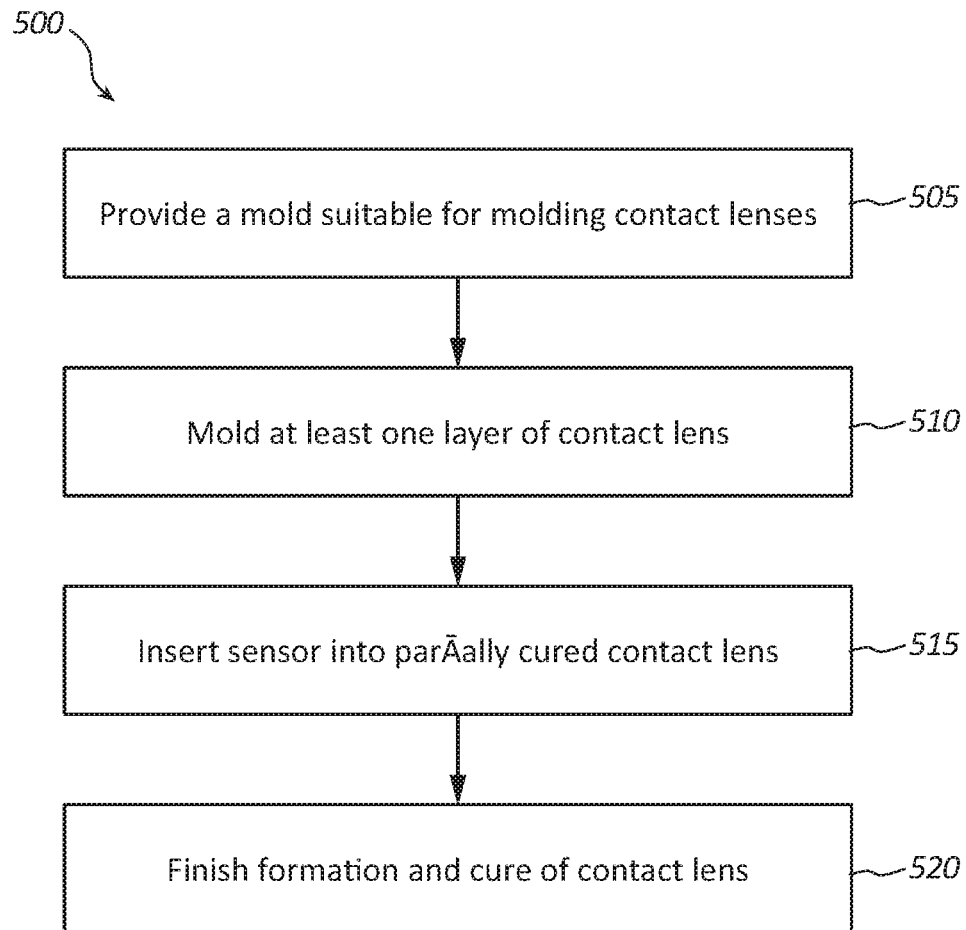 500
Provide a mold suitable for molding contact lenses
505
Mold at least one layer of contact lens
510
Insert sensor into parĀally cured contact lens
515
Finish formation and cure of contact lens
520